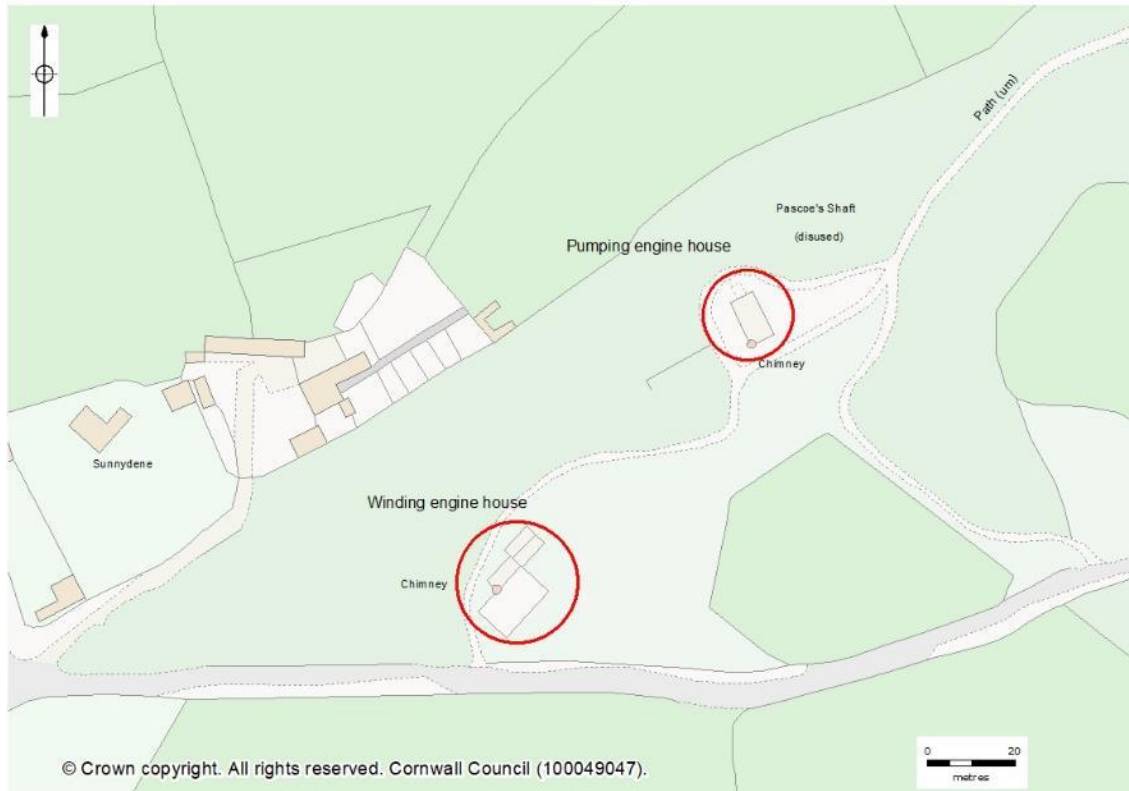 Path (um)
Pascoe's Shaft
(disused)
Pumping engine house
Chimney
Sunnydene
Winding engine house
Chimney
0 20
metres
© Crown copyright. All rights reserved. Cornwall Council (100049047).